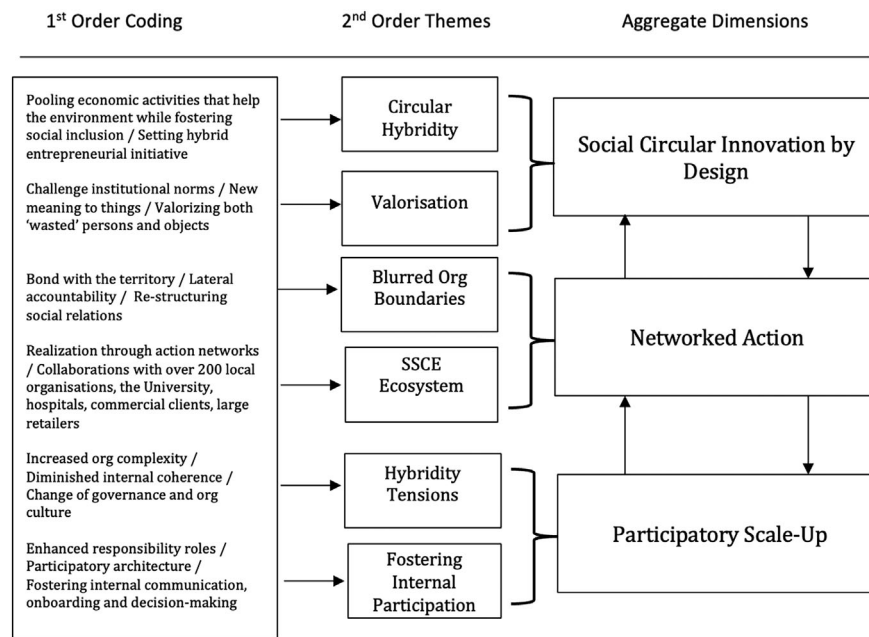 1st Order Coding
2nd Order Themes
Aggregate Dimensions
Pooling economic activities that help
the environment while fostering
social inclusion / Setting hybrid
entrepreneurial initiative
Circular
Hybridity
Social Circular Innovation by
Design
Challenge institutional norms / New
meaning to things / Valorizing both
‘wasted’ persons and objects
Valorisation
Bond with the territory / Lateral
accountability / Re-structuring
social relations
Blurred Org
Boundaries
Networked Action
Realization through action networks
/ Collaborations with over 200 local
organisations, the University,
hospitals, commercial clients, large
retailers
SSCE
Ecosystem
Increased org complexity /
Diminished internal coherence /
Change of governance and org
culture
Hybridity
Tensions
Participatory Scale-Up
Enhanced responsibility roles /
Participatory architecture /
Fostering internal communication,
onboarding and decision-making
Fostering
Internal
Participation